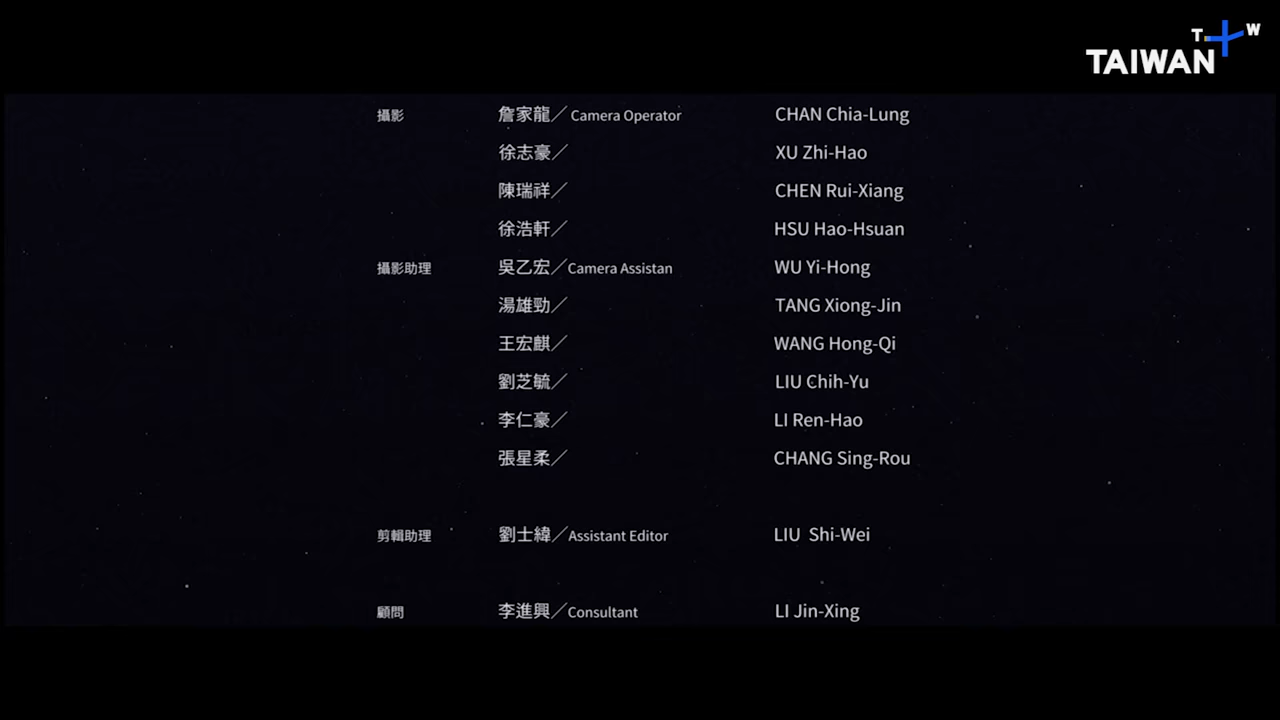 T W
TAIWAN
攝影 詹家龍／Camera Operator CHAN Chia-Lung
徐志豪／ XU Zhi-Hao
陳瑞祥／ CHEN Rui-Xiang
徐浩軒／ HSU Hao-Hsuan
攝影助理 吳乙宏／Camera Assistan WU Yi-Hong
湯雄勁／ TANG Xiong-Jin
王宏麒／ WANG Hong-Qi
劉芝毓／ LIU Chih-Yu
李仁豪／ LI Ren-Hao
張星柔／ CHANG Sing-Rou
剪輯助理 劉士緯／Assistant Editor LIU Shi-Wei
顧問 李進興／Consultant LI Jin-Xing